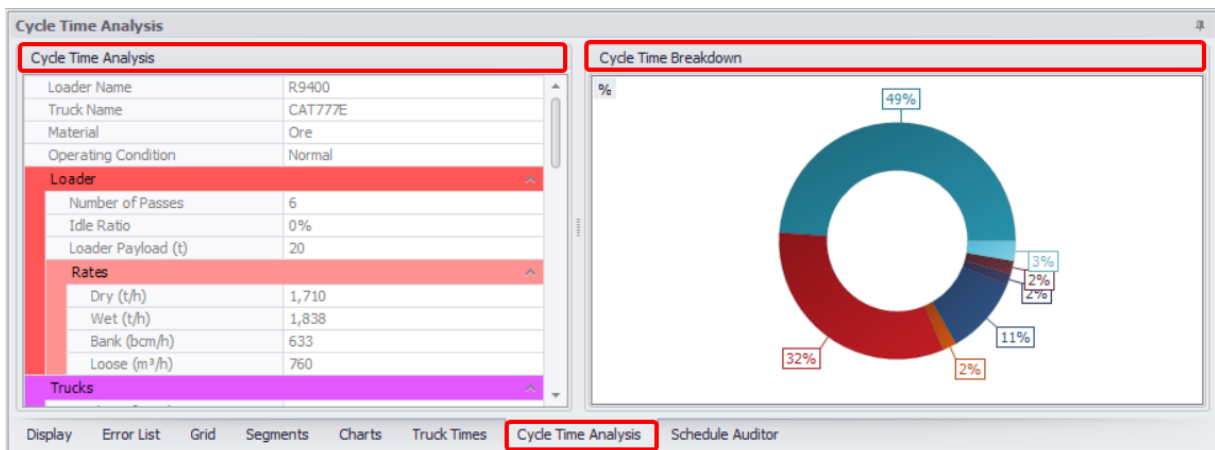 Cycle Time Analysis
Cycle Time Analysis
Loader Name R9400
Truck Name CAT777E
Material Ore
Operating Condition Normal
Loader
Number of Passes 6
Idle Ratio 0%
Loader Payload (t) 20
Rates
Dry (t/h) 1,710
Wet (t/h) 1,838
Bank (bcm/h) 633
Loose (m³/h) 760
Trucks
Cycle Time Breakdown
%
49%
3%
2%
2%
11%
2%
32%
Display Error List Grid Segments Charts Truck Times Cycle Time Analysis Schedule Auditor